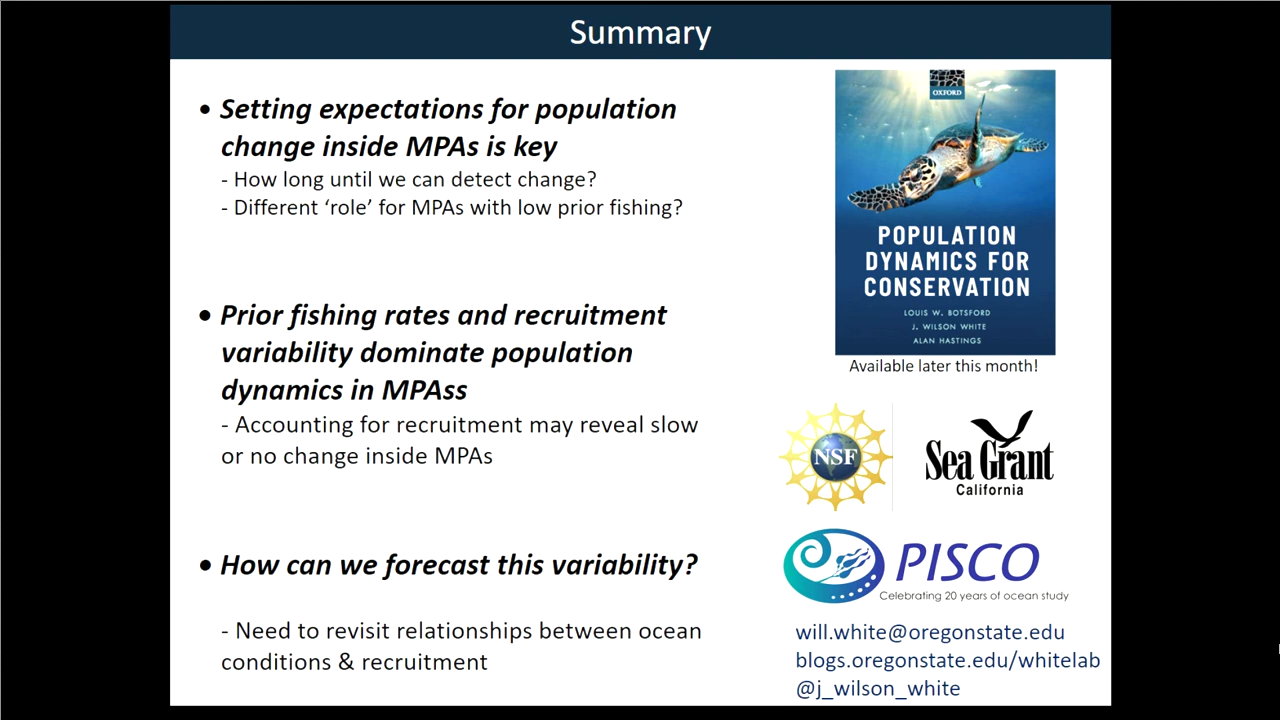 Summary
• Setting expectations for population
change inside MPAs is key
- How long until we can detect change?
- Different ‘role’ for MPAs with low prior fishing?
• Prior fishing rates and recruitment
variability dominate population
dynamics in MPAss
- Accounting for recruitment may reveal slow
or no change inside MPAs
• How can we forecast this variability?
- Need to revisit relationships between ocean
conditions & recruitment
OXFORD
POPULATION
DYNAMICS FOR
CONSERVATION
LOUIS W. BOTSFORD
J. WILSON WHITE
ALAN HASTINGS
Available later this month!
NSF
Sea Grant
California
PISCO
Celebrating 20 years of ocean study
will.white@oregonstate.edu
blogs.oregonstate.edu/whitelab
@j_wilson_white